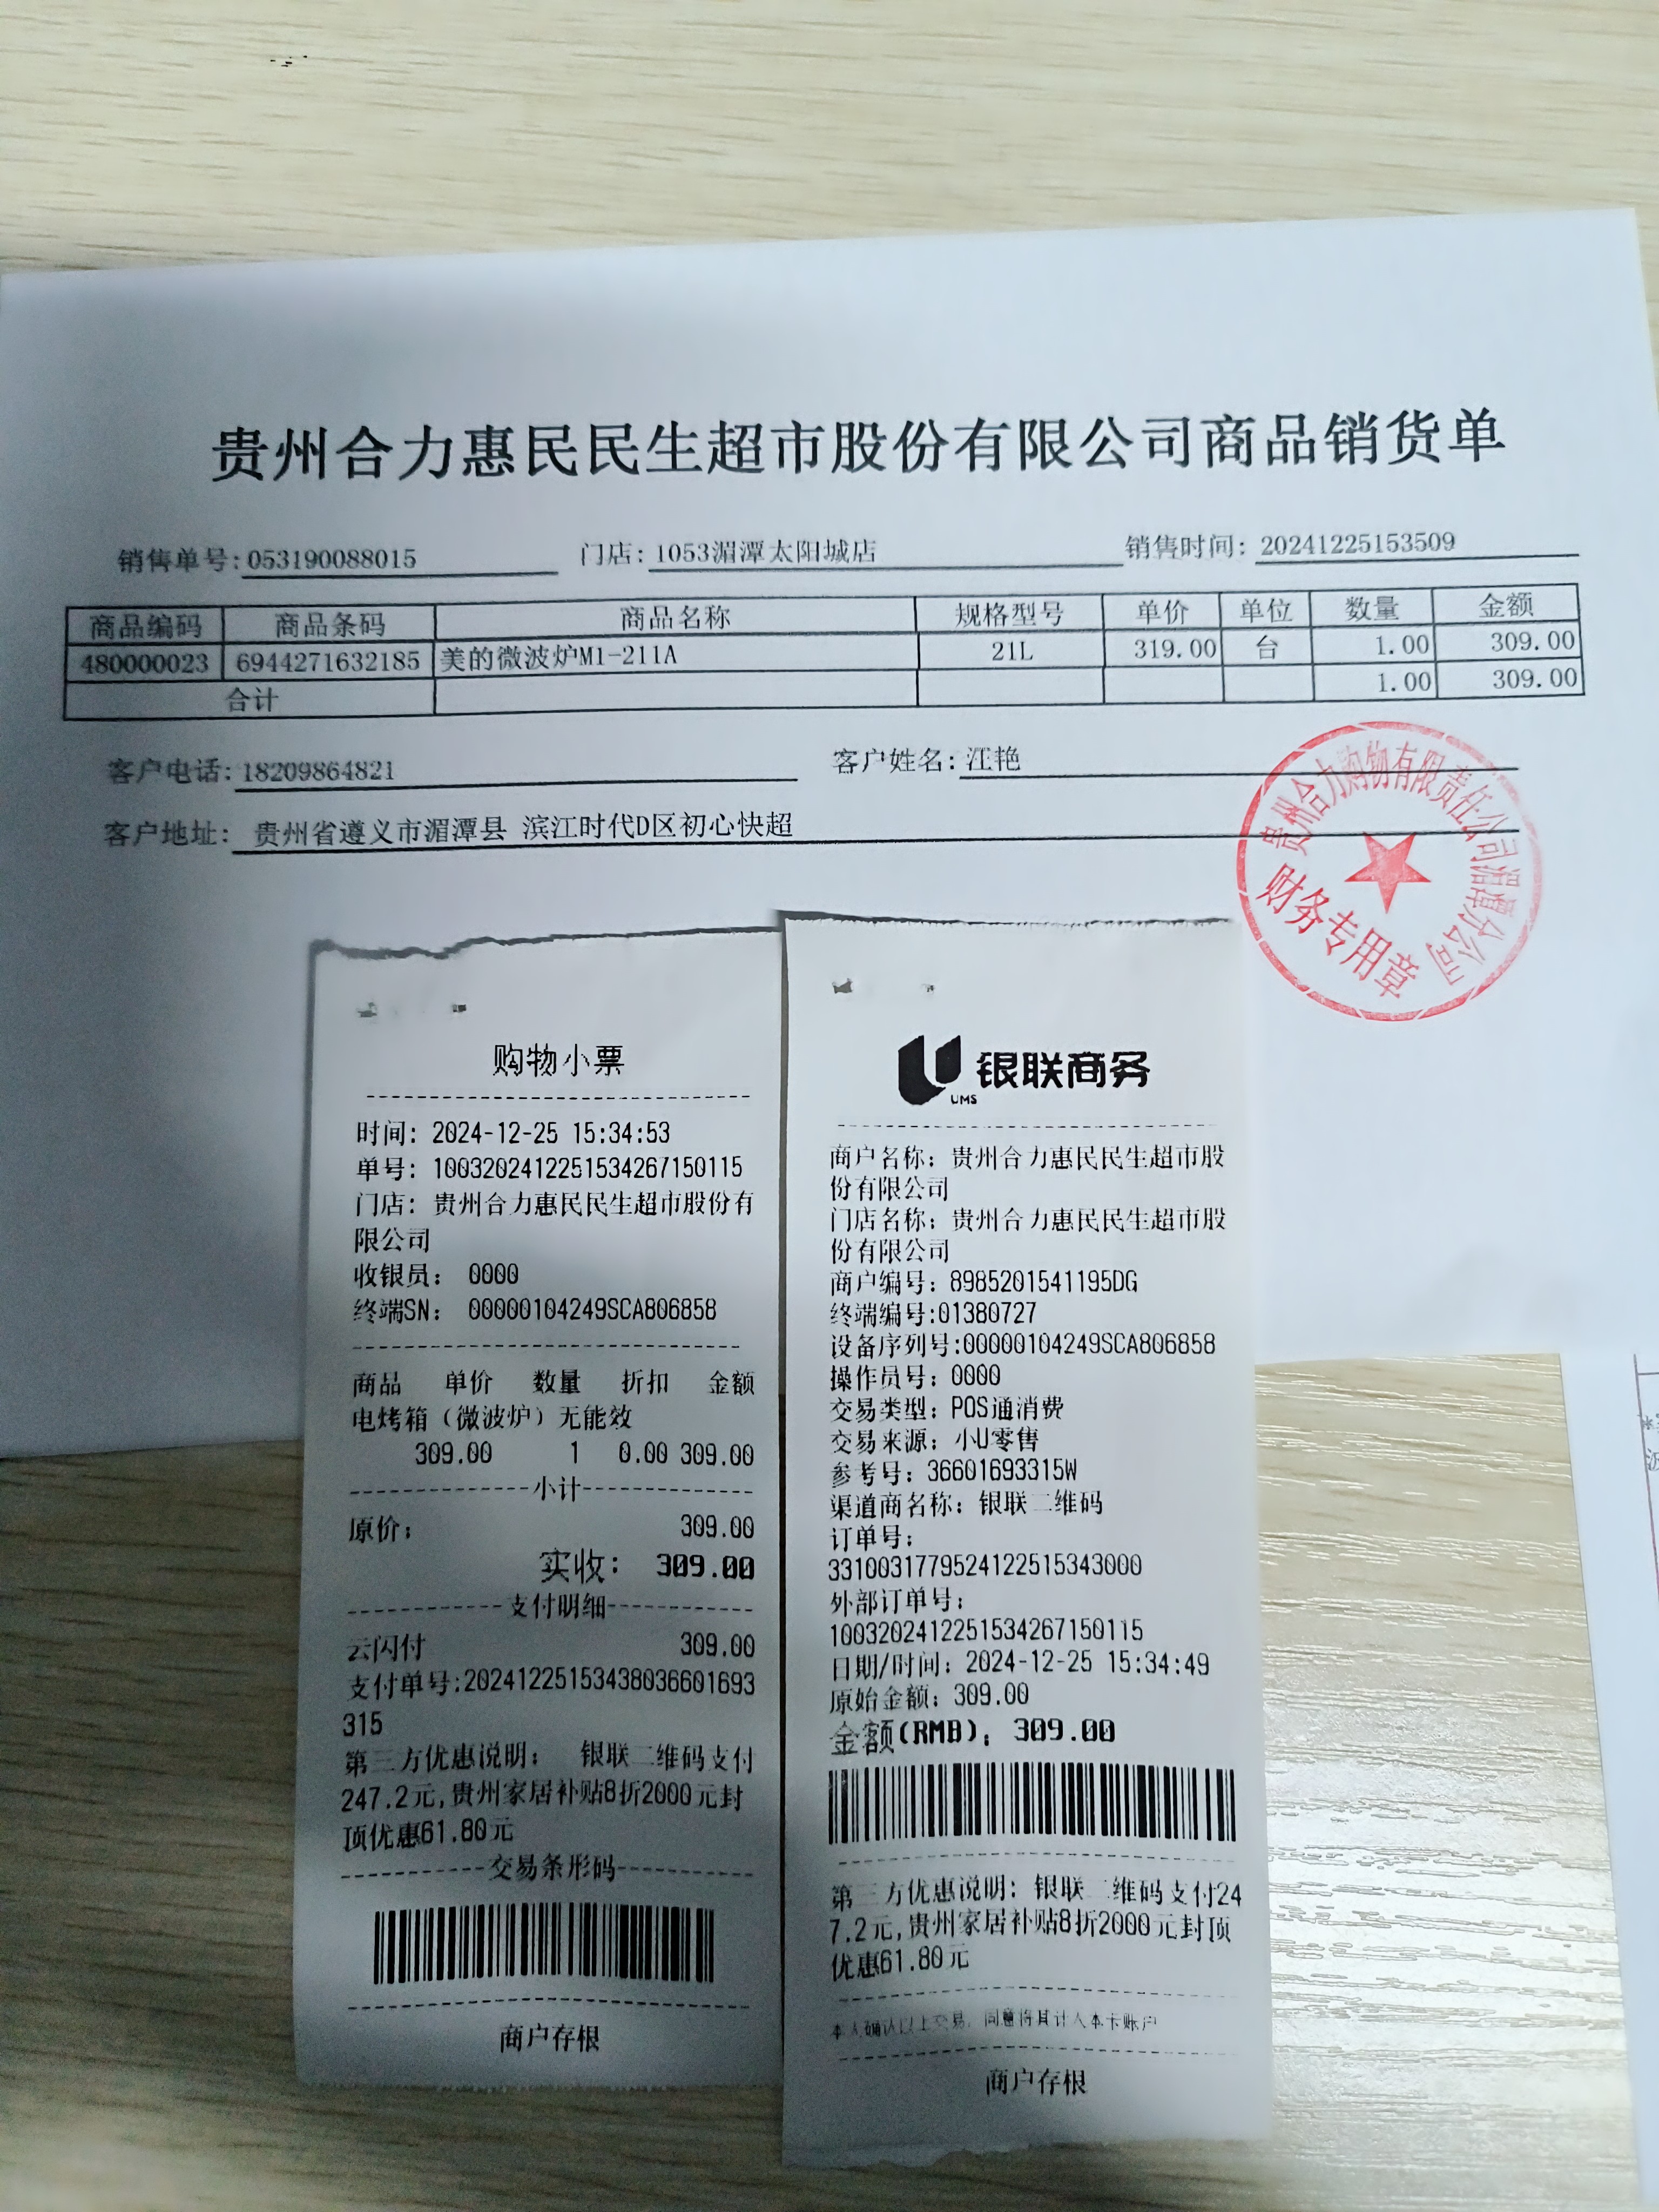 贵州合力惠民民生超市股份有限公司商品销货单
销售单号:053190088015 门店:1053湄潭太阳城店 销售时间:20241225153509
商品编码 商品条码 商品名称 规格型号 单价 单位 数量 金额
480000023 6944271632185 美的微波炉M1-211A 21L 319.00 台 1.00 309.00
合计 1.00 309.00
客户电话:18209864821 客户姓名:汪艳
客户地址: 贵州省遵义市湄潭县 滨江时代D区初心快超
贵州合力购物有限责任公司湄潭分公司
财务专用章
购物小票
时间: 2024-12-25 15:34:53
单号: 10032024122515342671 50115
门店: 贵州合力惠民民生超市股份有
限公司
收银员: 0000
终端SN: 00000104249SCA806858
商品 单价 数量 折扣 金额
电烤箱（微波炉）无能效
309.00 1 0.00 309.00
小计
原价: 309.00
实收: 309.00
支付明细
云闪付 309.00
支付单号:20241225153438036601693
315
第三方优惠说明: 银联二维码支付
247.2元,贵州家居补贴8折2000元封
顶优惠61.80元
交易条形码
商户存根
银联商务
UMS
商户名称: 贵州合力惠民民生超市股
份有限公司
门店名称: 贵州合力惠民民生超市股
份有限公司
商户编号: 8985201541195DG
终端编号:01380727
设备序列号:00000104249SCA806858
操作员号: 0000
交易类型: POS通消费
交易来源: 小U零售
参考号: 36601693315W
渠道商名称: 银联二维码
订单号:
3310031779524122515343000
外部订单号:
1003202412251534267150115
日期/时间: 2024-12-25 15:34:49
原始金额: 309.00
金额(RMB): 309.00
第三方优惠说明: 银联二维码支付24
7.2元,贵州家居补贴8折2000元封顶
优惠61.80元
本人确认以上交易, 同意将其计入本卡账户
商户存根